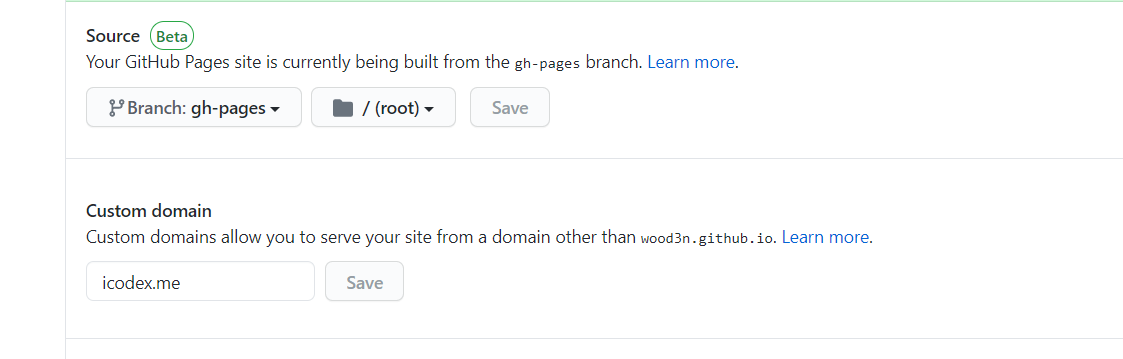 Source Beta
Your GitHub Pages site is currently being built from the gh-pages branch. Learn more.
Branch: gh-pages / (root) Save
Custom domain
Custom domains allow you to serve your site from a domain other than wood3n.github.io. Learn more.
icodex.me Save